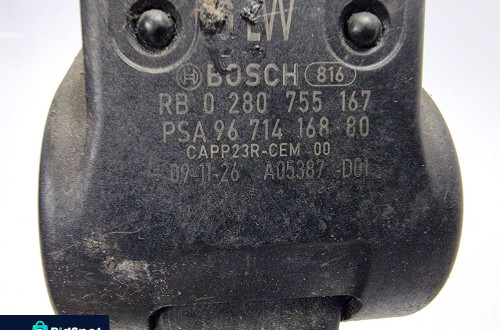 BOSCH 816
RB 0 280 755 167
PSA 96 714 168 80
CAPP23R-CEM 00
09-11-26 A05387 D01
BidSpot